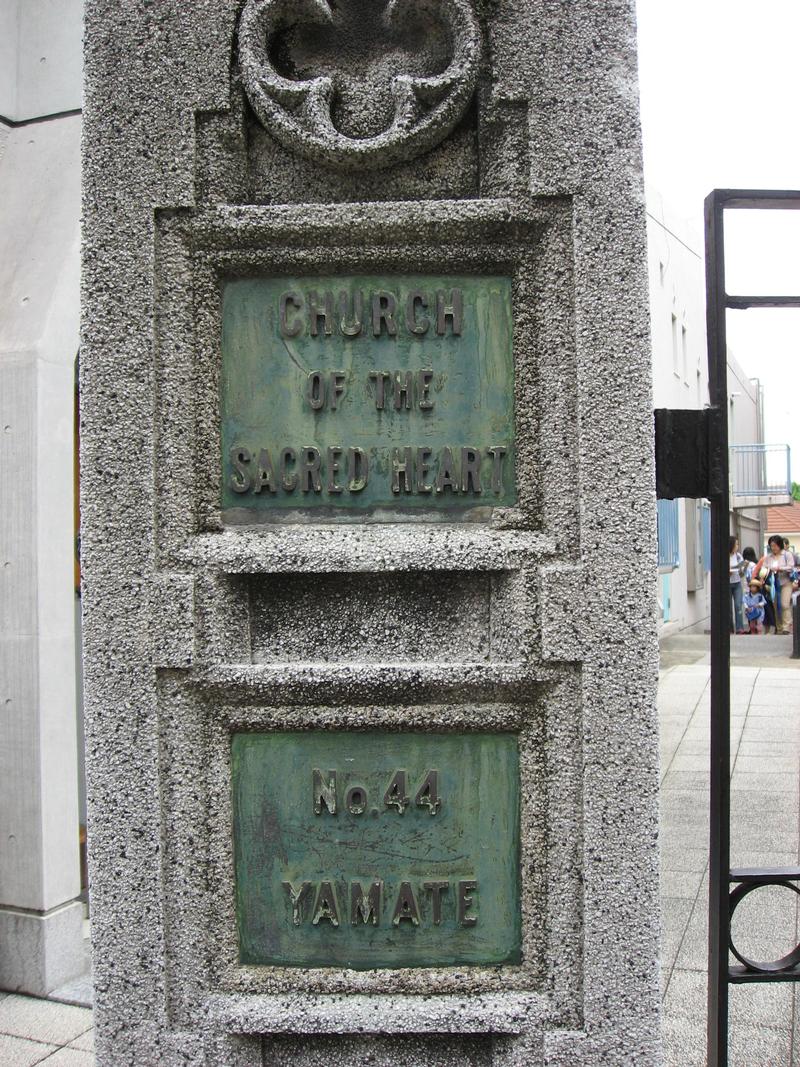 CHURCH
OF THE
SACRED HEART
No.44
YAMATE